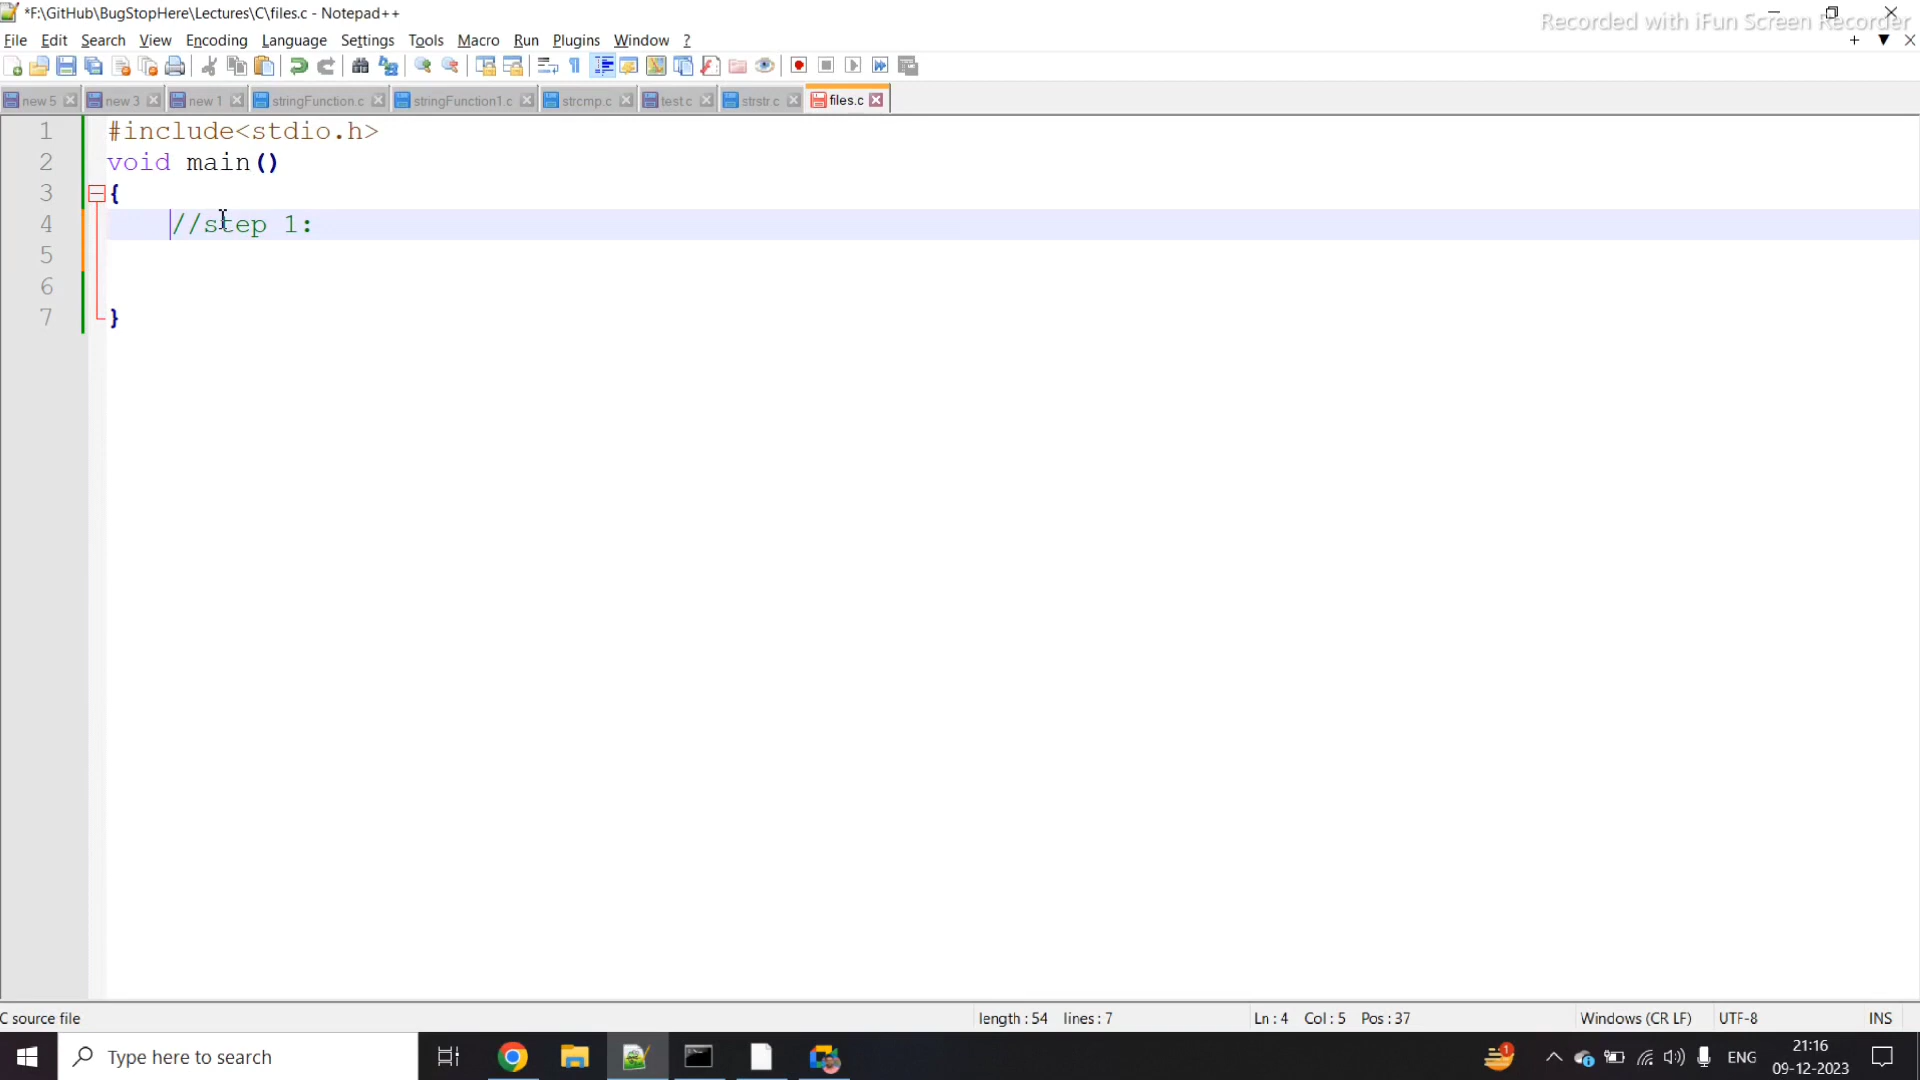 *F:\GitHub\BugStopHere\Lectures\C\files.c - Notepad++
Recorded with iFun Screen Recorder
File Edit Search View Encoding Language Settings Tools Macro Run Plugins Window ?
new 5 new 3 new 1 stringFunction.c stringFunction1.c strcmp.c test.c strstr.c files.c
1 #include<stdio.h>
2 void main()
3 {
4 //step 1:
5
6
7 }
C source file length : 54 lines : 7 Ln : 4 Col : 5 Pos : 37 Windows (CR LF) UTF-8 INS
Type here to search 1 ENG 21:16
09-12-2023